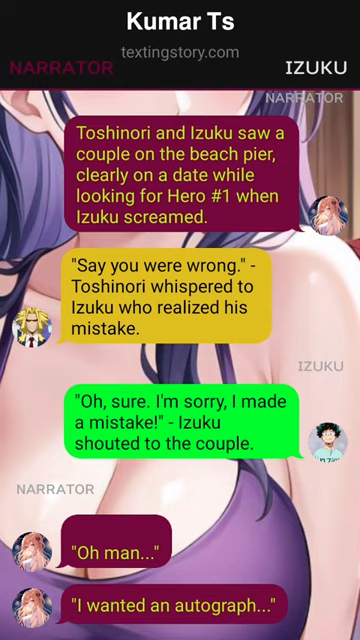 Kumar Ts
textingstory.com
NARRATOR
IZUKU
NARRATOR
Toshinori and Izuku saw a
couple on the beach pier,
clearly on a date while
looking for Hero #1 when
Izuku screamed.
"Say you were wrong." -
Toshinori whispered to
Izuku who realized his
mistake.
IZUKU
"Oh, sure. I'm sorry, I made
a mistake!" - Izuku
shouted to the couple.
NARRATOR
"Oh man..."
"I wanted an autograph..."